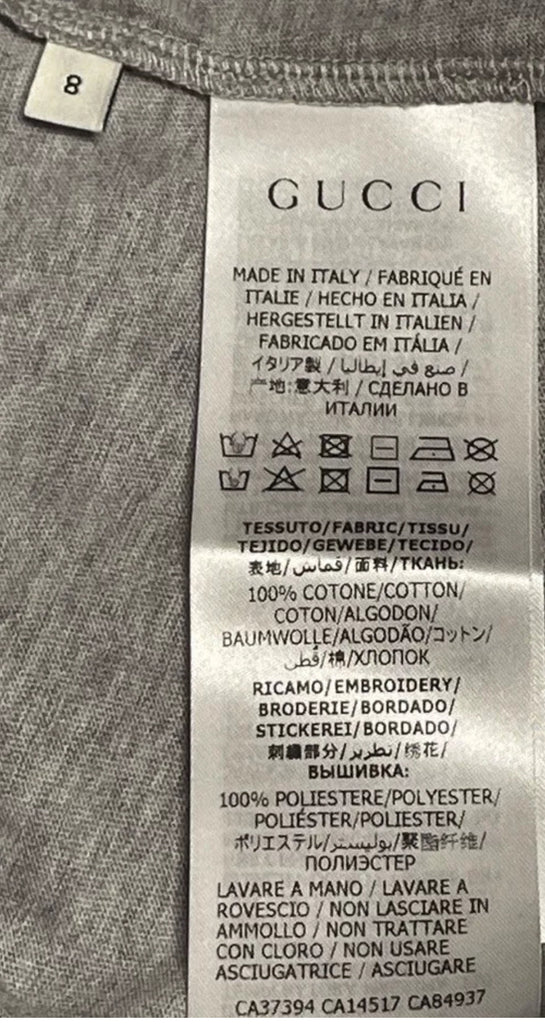 8
GUCCI
MADE IN ITALY / FABRIQUÉ EN
ITALIE / HECHO EN ITALIA /
HERGESTELLT IN ITALIEN /
FABRICADO EM ITÁLIA /
イタリア製 / صنع في إيطاليا /
产地:意大利 / СДЕЛАНО В
ИТАЛИИ
TESSUTO/FABRIC/TISSU/
TEJIDO/GEWEBE/TECIDO/
表地/قماش/面料/ТКАНЬ:
100% COTONE/COTTON/
COTON/ALGODON/
BAUMWOLLE/ALGODÃO/コットン/
قُطن/棉/ХЛОПОК
RICAMO/EMBROIDERY/
BRODERIE/BORDADO/
STICKEREI/BORDADO/
刺繍部分/تطريز/绣花/
ВЫШИВКА:
100% POLIESTERE/POLYESTER/
POLIÉSTER/POLIESTER/
ポリエステル/بوليستر/聚酯纤维/
ПОЛИЭСТЕР
LAVARE A MANO / LAVARE A
ROVESCIO / NON LASCIARE IN
AMMOLLO / NON TRATTARE
CON CLORO / NON USARE
ASCIUGATRICE / ASCIUGARE
CA37394 CA14517 CA84937